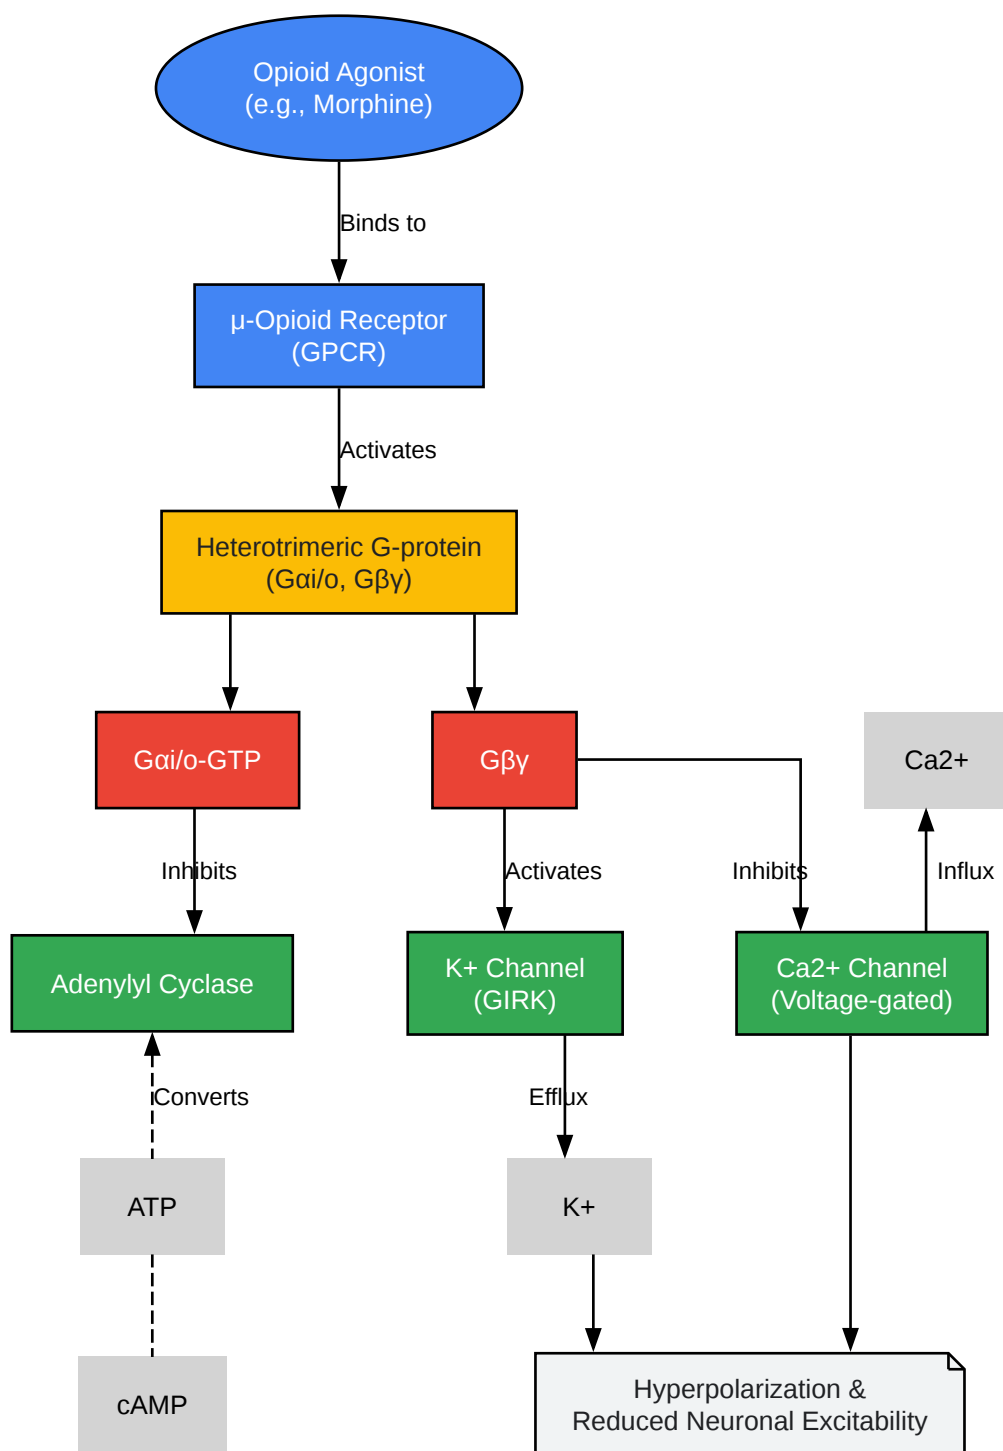 Opioid Agonist
(e.g., Morphine)
Binds to
μ-Opioid Receptor
(GPCR)
Activates
Heterotrimeric G-protein
(Gαi/o, Gβγ)
Gαi/o-GTP
Gβγ
Ca2+
Inhibits
Activates
Inhibits
Influx
Adenylyl Cyclase
K+ Channel
(GIRK)
Ca2+ Channel
(Voltage-gated)
Converts
Efflux
ATP
K+
cAMP
Hyperpolarization &
Reduced Neuronal Excitability